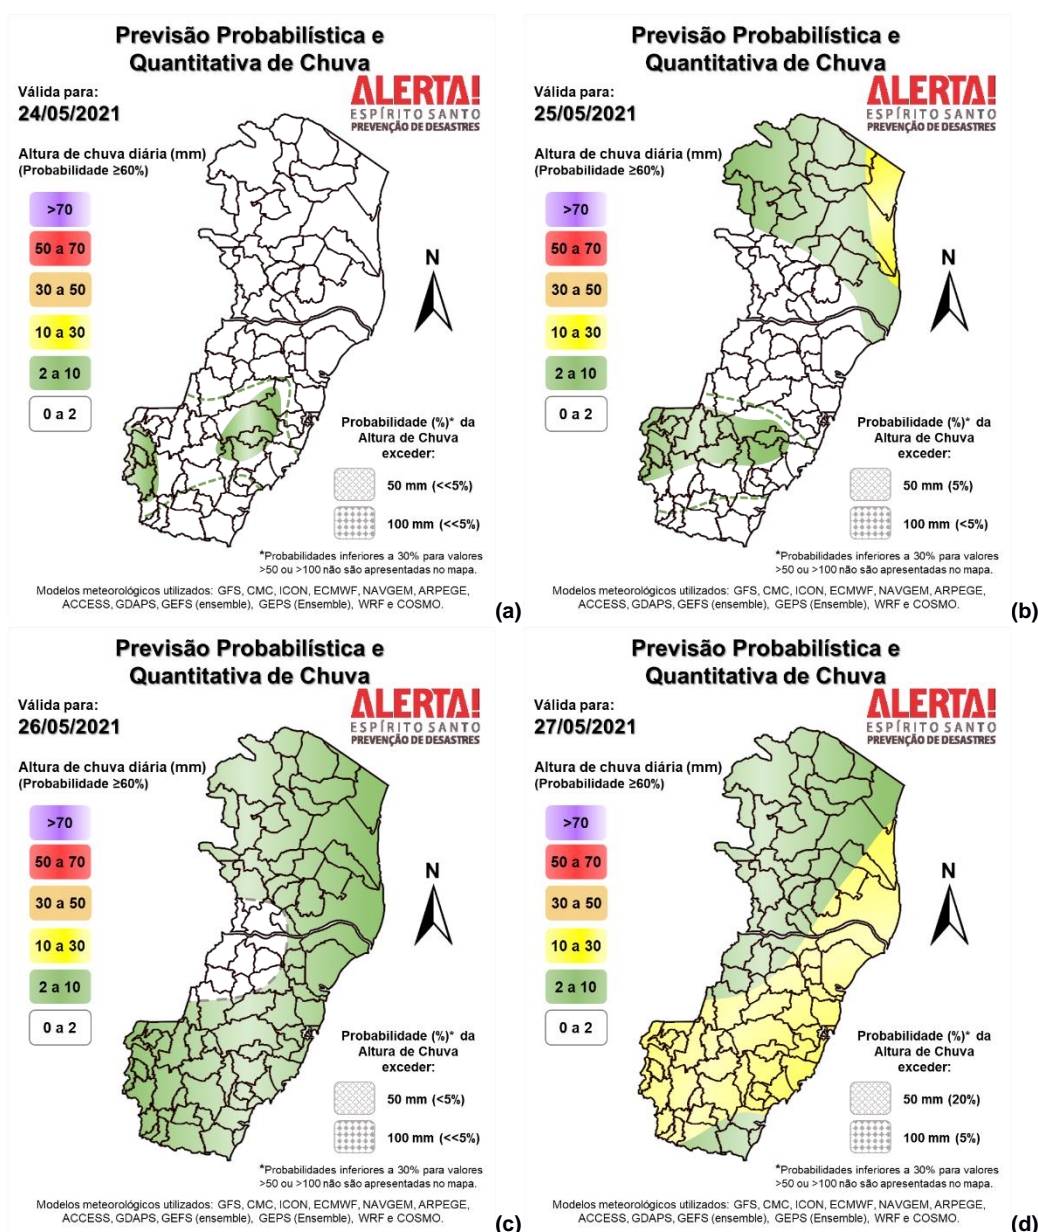 Previsão Probabilística e
Quantitativa de Chuva
Válida para:
24/05/2021
ALERTA!
ESPÍRITO SANTO
PREVENÇÃO DE DESASTRES
Altura de chuva diária (mm)
(Probabilidade ≥60%)
>70
50 a 70
30 a 50
10 a 30
2 a 10
0 a 2
N
Probabilidade (%)* da
Altura de Chuva
exceder:
50 mm (<<5%)
100 mm (<<5%)
*Probabilidades inferiores a 30% para valores
>50 ou >100 não são apresentadas no mapa.
Modelos meteorológicos utilizados: GFS, CMC, ICON, ECMWF, NAVGEM, ARPEGE,
ACCESS, GDAPS, GEFS (ensemble), GEPS (Ensemble), WRF e COSMO.
(a)
Previsão Probabilística e
Quantitativa de Chuva
Válida para:
25/05/2021
ALERTA!
ESPÍRITO SANTO
PREVENÇÃO DE DESASTRES
Altura de chuva diária (mm)
(Probabilidade ≥60%)
>70
50 a 70
30 a 50
10 a 30
2 a 10
0 a 2
N
Probabilidade (%)* da
Altura de Chuva
exceder:
50 mm (5%)
100 mm (<5%)
*Probabilidades inferiores a 30% para valores
>50 ou >100 não são apresentadas no mapa.
Modelos meteorológicos utilizados: GFS, CMC, ICON, ECMWF, NAVGEM, ARPEGE,
ACCESS, GDAPS, GEFS (ensemble), GEPS (Ensemble), WRF e COSMO.
(b)
Previsão Probabilística e
Quantitativa de Chuva
Válida para:
26/05/2021
ALERTA!
ESPÍRITO SANTO
PREVENÇÃO DE DESASTRES
Altura de chuva diária (mm)
(Probabilidade ≥60%)
>70
50 a 70
30 a 50
10 a 30
2 a 10
0 a 2
N
Probabilidade (%)* da
Altura de Chuva
exceder:
50 mm (<5%)
100 mm (<<5%)
*Probabilidades inferiores a 30% para valores
>50 ou >100 não são apresentadas no mapa.
Modelos meteorológicos utilizados: GFS, CMC, ICON, ECMWF, NAVGEM, ARPEGE,
ACCESS, GDAPS, GEFS (ensemble), GEPS (Ensemble), WRF e COSMO.
(c)
Previsão Probabilística e
Quantitativa de Chuva
Válida para:
27/05/2021
ALERTA!
ESPÍRITO SANTO
PREVENÇÃO DE DESASTRES
Altura de chuva diária (mm)
(Probabilidade ≥60%)
>70
50 a 70
30 a 50
10 a 30
2 a 10
0 a 2
N
Probabilidade (%)* da
Altura de Chuva
exceder:
50 mm (20%)
100 mm (5%)
*Probabilidades inferiores a 30% para valores
>50 ou >100 não são apresentadas no mapa.
Modelos meteorológicos utilizados: GFS, CMC, ICON, ECMWF, NAVGEM, ARPEGE,
ACCESS, GDAPS, GEFS (ensemble), GEPS (Ensemble), WRF e COSMO.
(d)